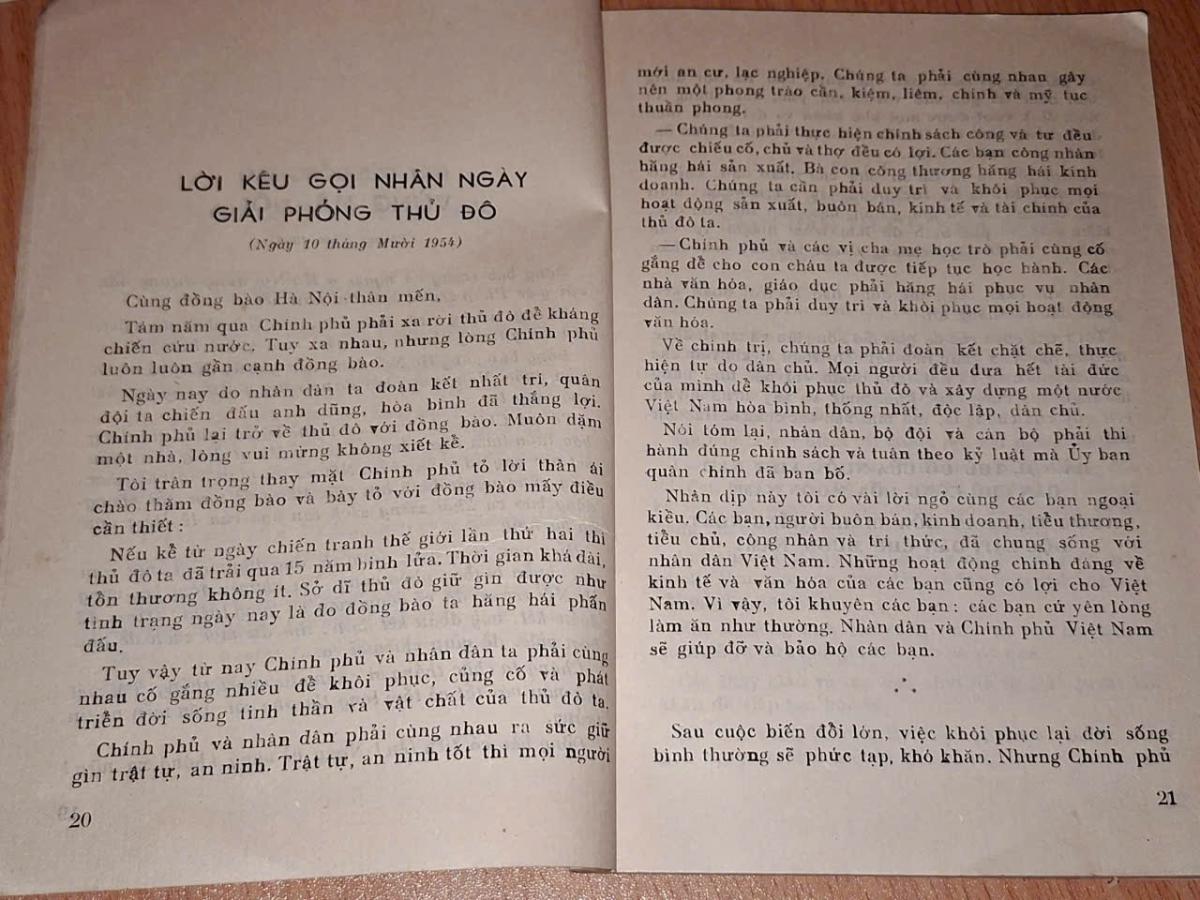 LỜI KÊU GỌI NHÂN NGÀY
GIẢI PHÓNG THỦ ĐÔ
(Ngày 10 tháng Mười 1954)
Cùng đồng bào Hà Nội thân mến,
Tám năm qua Chính phủ phải xa rời thủ đô để kháng
chiến cứu nước. Tuy xa nhau, nhưng lòng Chính phủ
luôn luôn gần cạnh đồng bào.
Ngày nay do nhân dân ta đoàn kết nhất trí, quân
đội ta chiến đấu anh dũng, hòa bình đã thắng lợi.
Chính phủ lại trở về thủ đô với đồng bào. Muôn dặm
một nhà, lòng vui mừng không xiết kể.
Tôi trân trọng thay mặt Chính phủ tỏ lời thân ái
chào thăm đồng bào và bày tỏ với đồng bào mấy điều
cần thiết :
Nếu kể từ ngày chiến tranh thế giới lần thứ hai thì
thủ đô ta đã trải qua 15 năm binh lửa. Thời gian khá dài,
tổn thương không ít. Sở dĩ thủ đô giữ gìn được như
tình trạng ngày nay là do đồng bào ta hăng hái phấn
đấu.
Tuy vậy từ nay Chính phủ và nhân dân ta phải cùng
nhau cố gắng nhiều để khôi phục, củng cố và phát
triển đời sống tinh thần và vật chất của thủ đô ta.
Chính phủ và nhân dân phải cùng nhau ra sức giữ
gìn trật tự, an ninh. Trật tự, an ninh tốt thì mọi người
20
mới an cư, lạc nghiệp. Chúng ta phải cùng nhau gây
nên một phong trào cần, kiệm, liêm, chính và mỹ tục
thuần phong.
— Chúng ta phải thực hiện chính sách công và tư đều
được chiếu cố, chủ và thợ đều có lợi. Các bạn công nhân
hăng hái sản xuất. Bà con công thương hăng hái kinh
doanh. Chúng ta cần phải duy trì và khôi phục mọi
hoạt động sản xuất, buôn bán, kinh tế và tài chính của
thủ đô ta.
— Chính phủ và các vị cha mẹ học trò phải cùng cố
gắng để cho con cháu ta được tiếp tục học hành. Các
nhà văn hóa, giáo dục phải hăng hái phục vụ nhân
dân. Chúng ta phải duy trì và khôi phục mọi hoạt động
văn hóa.
Về chính trị, chúng ta phải đoàn kết chặt chẽ, thực
hiện tự do dân chủ. Mọi người đều đưa hết tài đức
của mình để khôi phục thủ đô và xây dựng một nước
Việt Nam hòa bình, thống nhất, độc lập, dân chủ.
Nói tóm lại, nhân dân, bộ đội và cán bộ phải thi
hành đúng chính sách và tuân theo kỷ luật mà Ủy ban
quân chính đã ban bố.
Nhân dịp này tôi có vài lời ngỏ cùng các bạn ngoại
kiều. Các bạn, người buôn bán, kinh doanh, tiểu thương,
tiểu chủ, công nhân và trí thức, đã chung sống với
nhân dân Việt Nam. Những hoạt động chính đáng về
kinh tế và văn hóa của các bạn cũng có lợi cho Việt
Nam. Vì vậy, tôi khuyên các bạn : các bạn cứ yên lòng
làm ăn như thường. Nhân dân và Chính phủ Việt Nam
sẽ giúp đỡ và bảo hộ các bạn.
Sau cuộc biến đổi lớn, việc khôi phục lại đời sống
bình thường sẽ phức tạp, khó khăn. Nhưng Chính phủ
21